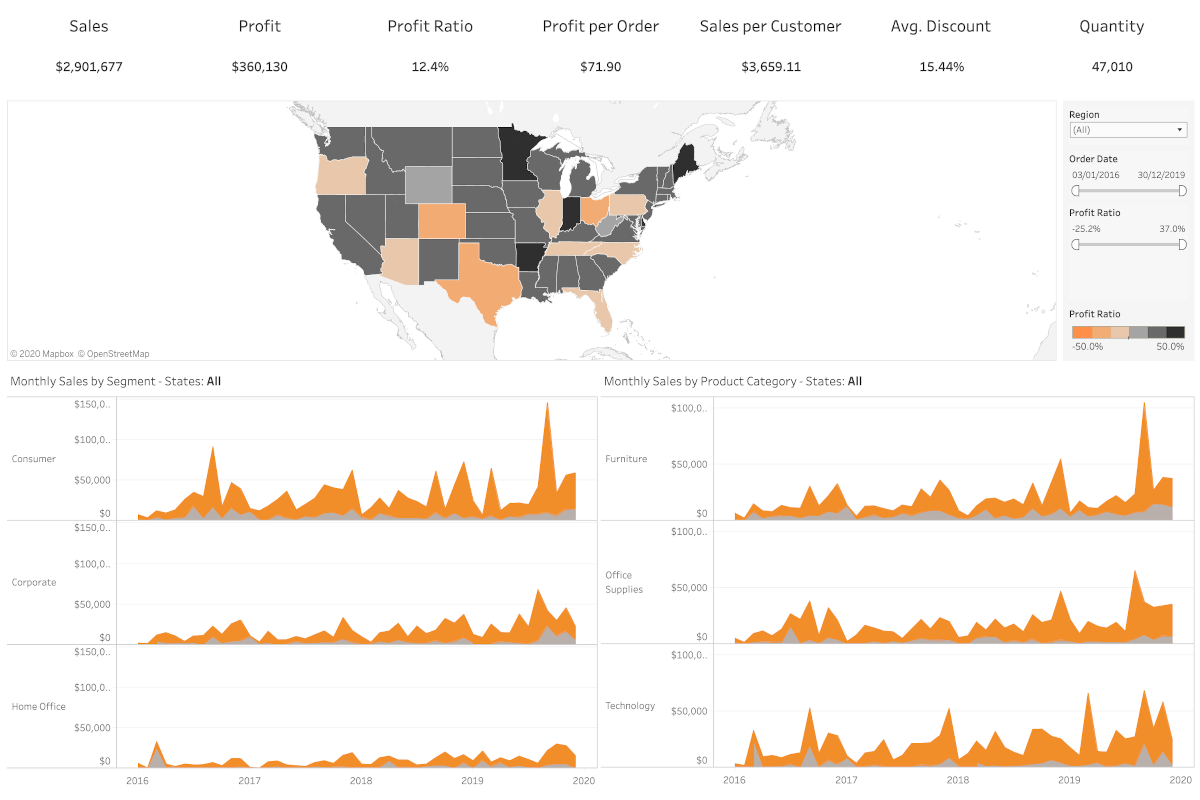 Sales Profit Profit Ratio Profit per Order Sales per Customer Avg. Discount Quantity
$2,901,677 $360,130 12.4% $71.90 $3,659.11 15.44% 47,010
Region
(All)
Order Date
03/01/2016 30/12/2019
Profit Ratio
-25.2% 37.0%
Profit Ratio
-50.0% 50.0%
© 2020 Mapbox © OpenStreetMap
Monthly Sales by Segment - States: All
$150,0..
$100,0..
Consumer
$50,000
$0
$150,0..
$100,0..
Corporate
$50,000
$0
$150,0..
$100,0..
Home Office
$50,000
$0
2016 2017 2018 2019 2020
Monthly Sales by Product Category - States: All
$100,0..
Furniture
$50,000
$0
$100,0..
Office
Supplies
$50,000
$0
$100,0..
Technology
$50,000
$0
2016 2017 2018 2019 2020